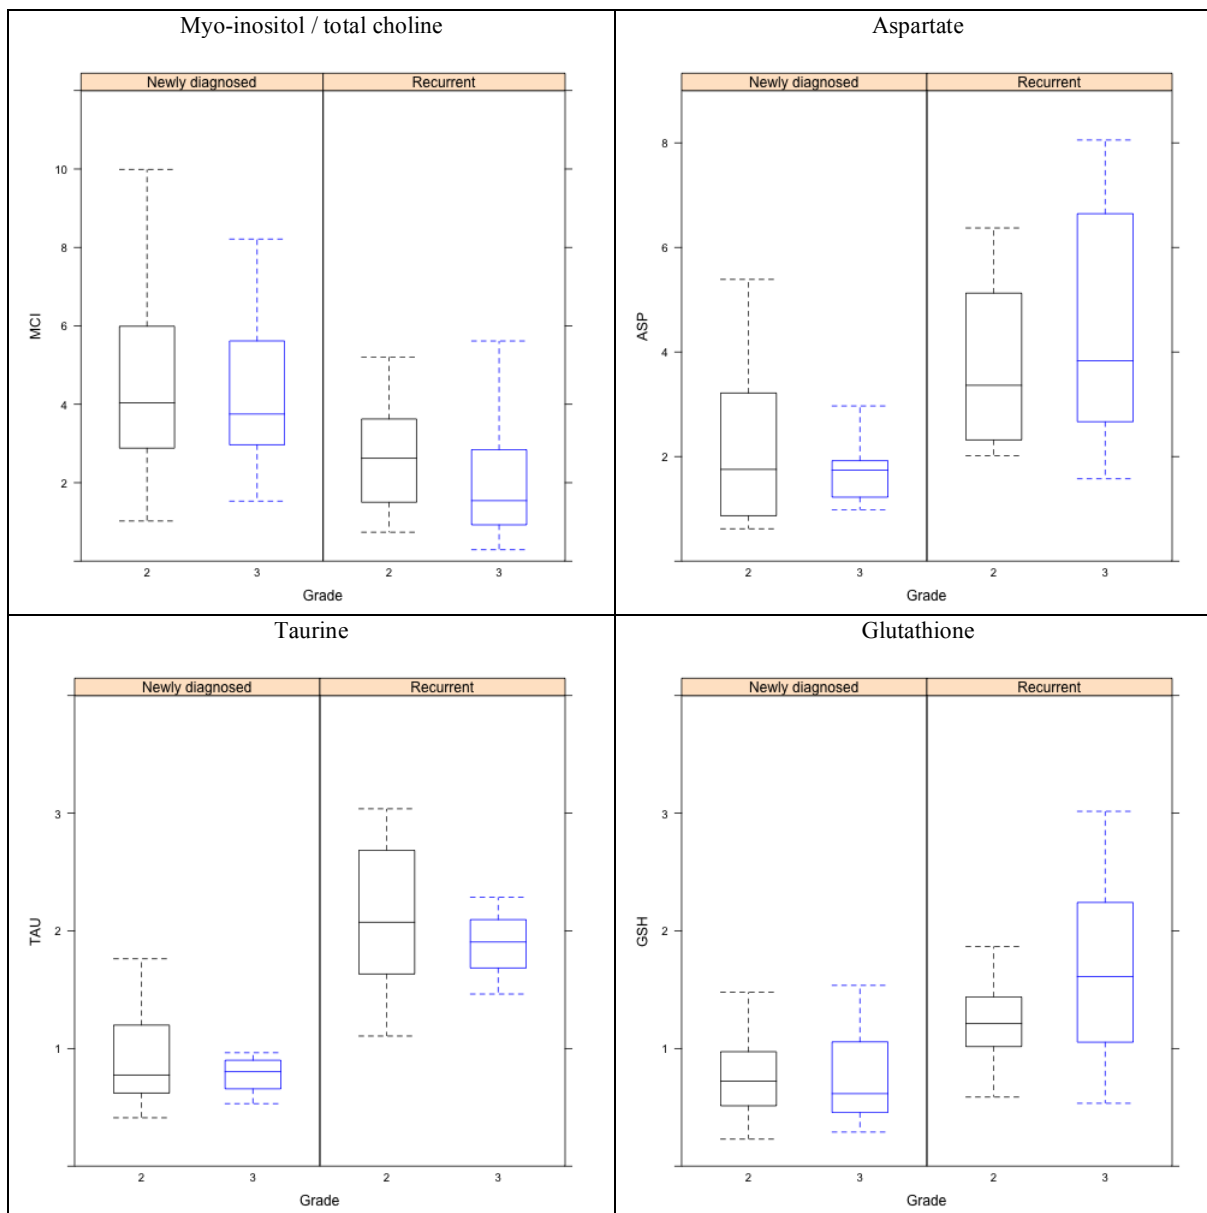 Myo-inositol / total choline
Newly diagnosed Recurrent
10
8
6
4
2
MCI
2 3 2 3
Grade
Aspartate
Newly diagnosed Recurrent
8
6
4
2
ASP
2 3 2 3
Grade
Taurine
Newly diagnosed Recurrent
3
2
1
TAU
2 3 2 3
Grade
Glutathione
Newly diagnosed Recurrent
3
2
1
GSH
2 3 2 3
Grade